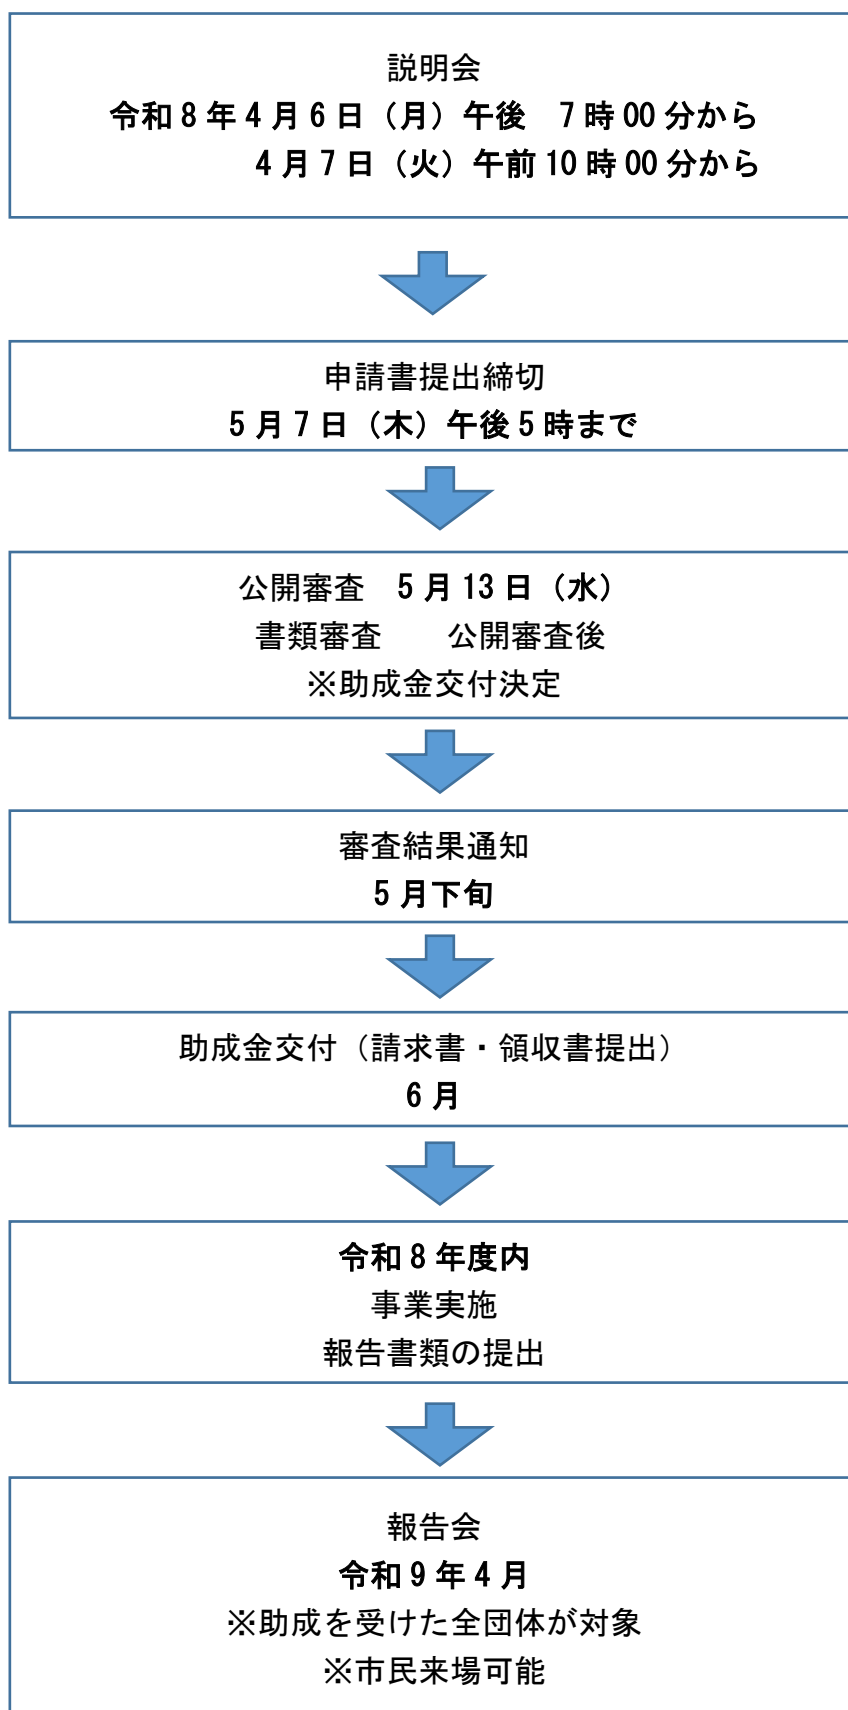 説明会
令和8年4月6日（月）午後　7時00分から
4月7日（火）午前10時00分から
申請書提出締切
5月7日（木）午後5時まで
公開審査　5月13日（水）
書類審査　　公開審査後
※助成金交付決定
審査結果通知
5月下旬
助成金交付（請求書・領収書提出）
6月
令和8年度内
事業実施
報告書類の提出
報告会
令和9年4月
※助成を受けた全団体が対象
※市民来場可能